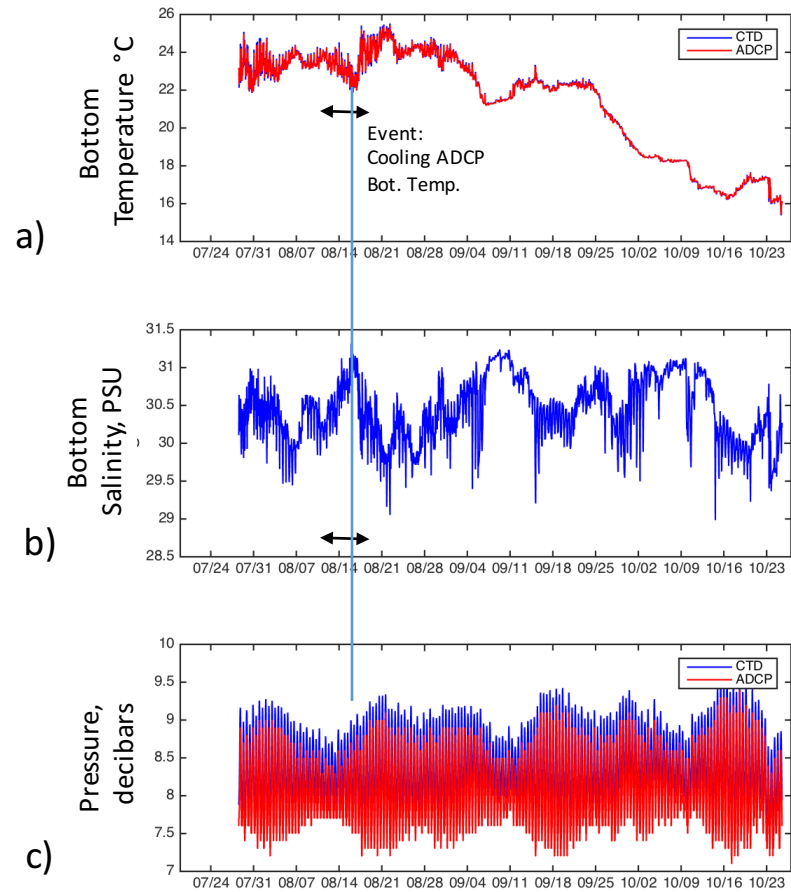 26
24
22
20
18
16
14
Bottom
Temperature °C
CTD
ADCP
Event:
Cooling ADCP
Bot. Temp.
a)
07/24 07/31 08/07 08/14 08/21 08/28 09/04 09/11 09/18 09/25 10/02 10/09 10/16 10/23
31.5
31
30.5
30
29.5
29
28.5
Bottom
Salinity, PSU
b)
07/24 07/31 08/07 08/14 08/21 08/28 09/04 09/11 09/18 09/25 10/02 10/09 10/16 10/23
10
9.5
9
8.5
8
7.5
7
Pressure,
decibars
CTD
ADCP
c)
07/24 07/31 08/07 08/14 08/21 08/28 09/04 09/11 09/18 09/25 10/02 10/09 10/16 10/23